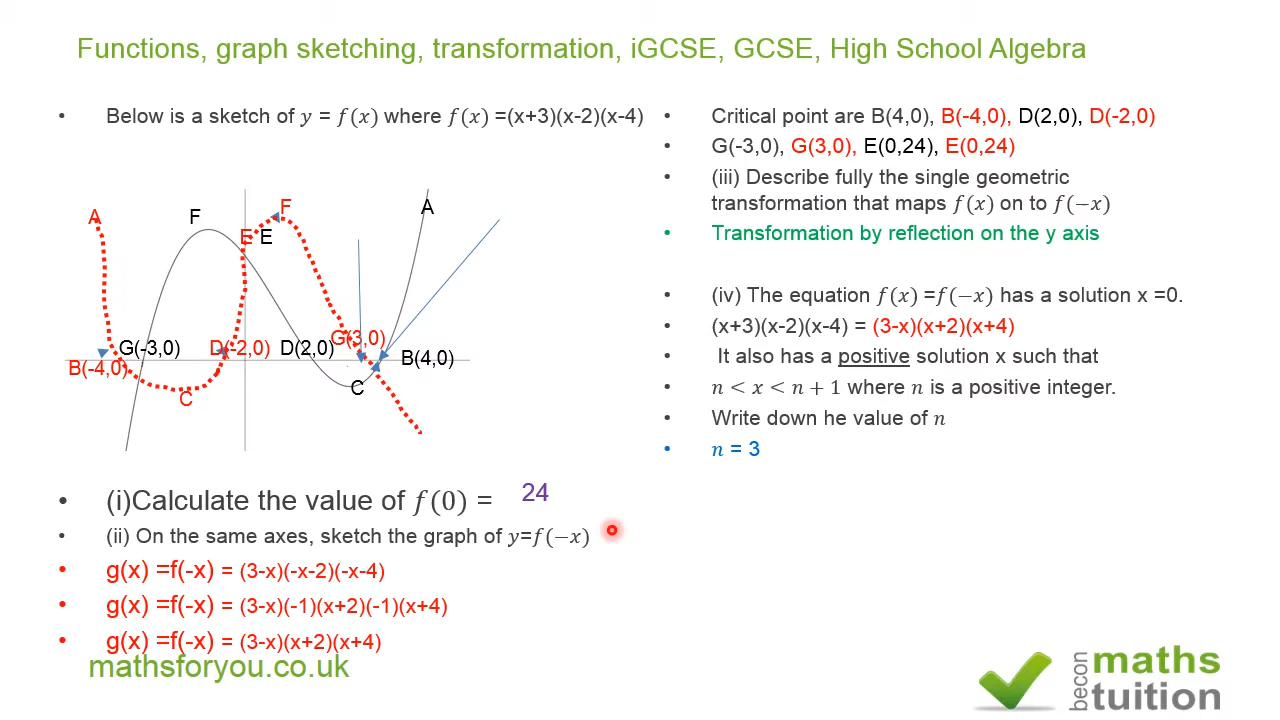 Functions, graph sketching, transformation, iGCSE, GCSE, High School Algebra
• Below is a sketch of y = f(x) where f(x) =(x+3)(x-2)(x-4)
A
F
E E
F
A
G(-3,0)
D(-2,0)
D(2,0)
G(3,0)
B(4,0)
B(-4,0)
C
C
• (i)Calculate the value of f(0) = 24
• (ii) On the same axes, sketch the graph of y=f(−x)
• g(x) =f(-x) = (3-x)(-x-2)(-x-4)
• g(x) =f(-x) = (3-x)(-1)(x+2)(-1)(x+4)
• g(x) =f(-x) = (3-x)(x+2)(x+4)
mathsforyou.co.uk
• Critical point are B(4,0), B(-4,0), D(2,0), D(-2,0)
• G(-3,0), G(3,0), E(0,24), E(0,24)
• (iii) Describe fully the single geometric
transformation that maps f(x) on to f(−x)
• Transformation by reflection on the y axis
• (iv) The equation f(x) =f(−x) has a solution x =0.
• (x+3)(x-2)(x-4) = (3-x)(x+2)(x+4)
• It also has a positive solution x such that
• n < x < n + 1 where n is a positive integer.
• Write down he value of n
• n = 3
becon
maths
tuition